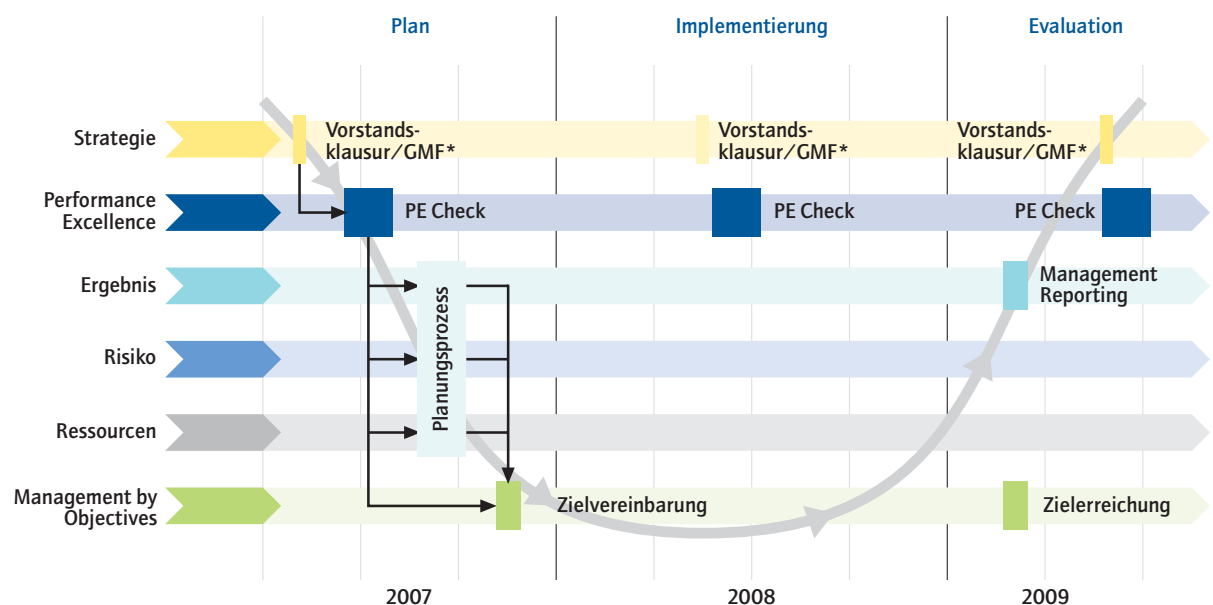 Plan
Implementierung
Evaluation
Strategie
Vorstands-
klausur/GMF*
Vorstands-
klausur/GMF*
Vorstands-
klausur/GMF*
Performance
Excellence
PE Check
PE Check
PE Check
Ergebnis
Planungsprozess
Management
Reporting
Risiko
Ressourcen
Management by
Objectives
Zielvereinbarung
Zielerreichung
2007
2008
2009